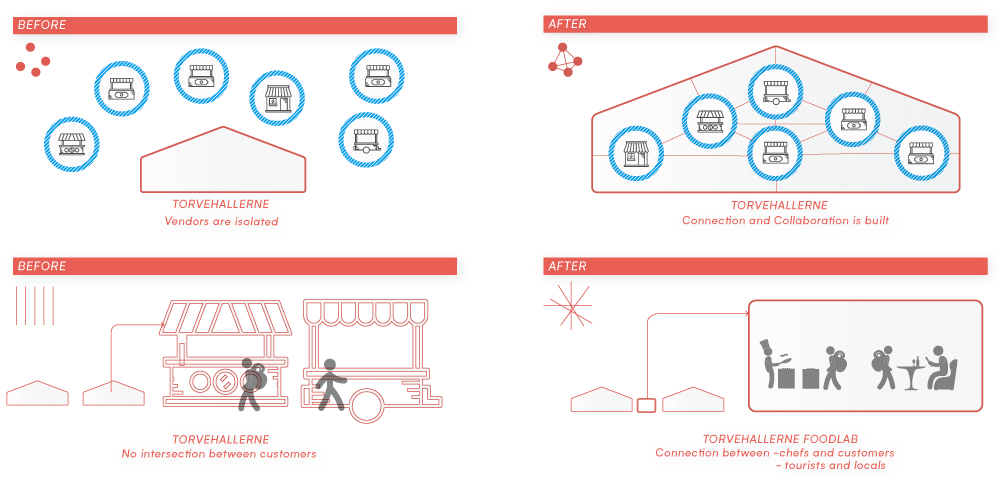 BEFORE
TORVEHALLERNE
Vendors are isolated
AFTER
TORVEHALLERNE
Connection and Collaboration is built
BEFORE
TORVEHALLERNE
No intersection between customers
AFTER
TORVEHALLERNE FOODLAB
Connection between -chefs and customers
- tourists and locals